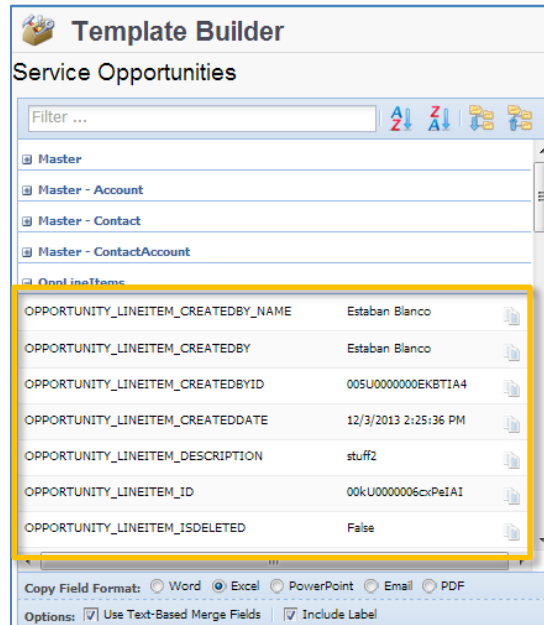 Template Builder
Service Opportunities
Filter ...
Master
Master - Account
Master - Contact
Master - ContactAccount
OppLineItems
OPPORTUNITY_LINEITEM_CREATEDBY_NAME Estaban Blanco
OPPORTUNITY_LINEITEM_CREATEDBY Estaban Blanco
OPPORTUNITY_LINEITEM_CREATEDBYID 005U0000000EKBTIA4
OPPORTUNITY_LINEITEM_CREATEDDATE 12/3/2013 2:25:36 PM
OPPORTUNITY_LINEITEM_DESCRIPTION stuff2
OPPORTUNITY_LINEITEM_ID 00kU0000006cxPeIAI
OPPORTUNITY_LINEITEM_ISDELETED False
Copy Field Format: Word Excel PowerPoint Email PDF
Options: Use Text-Based Merge Fields Include Label